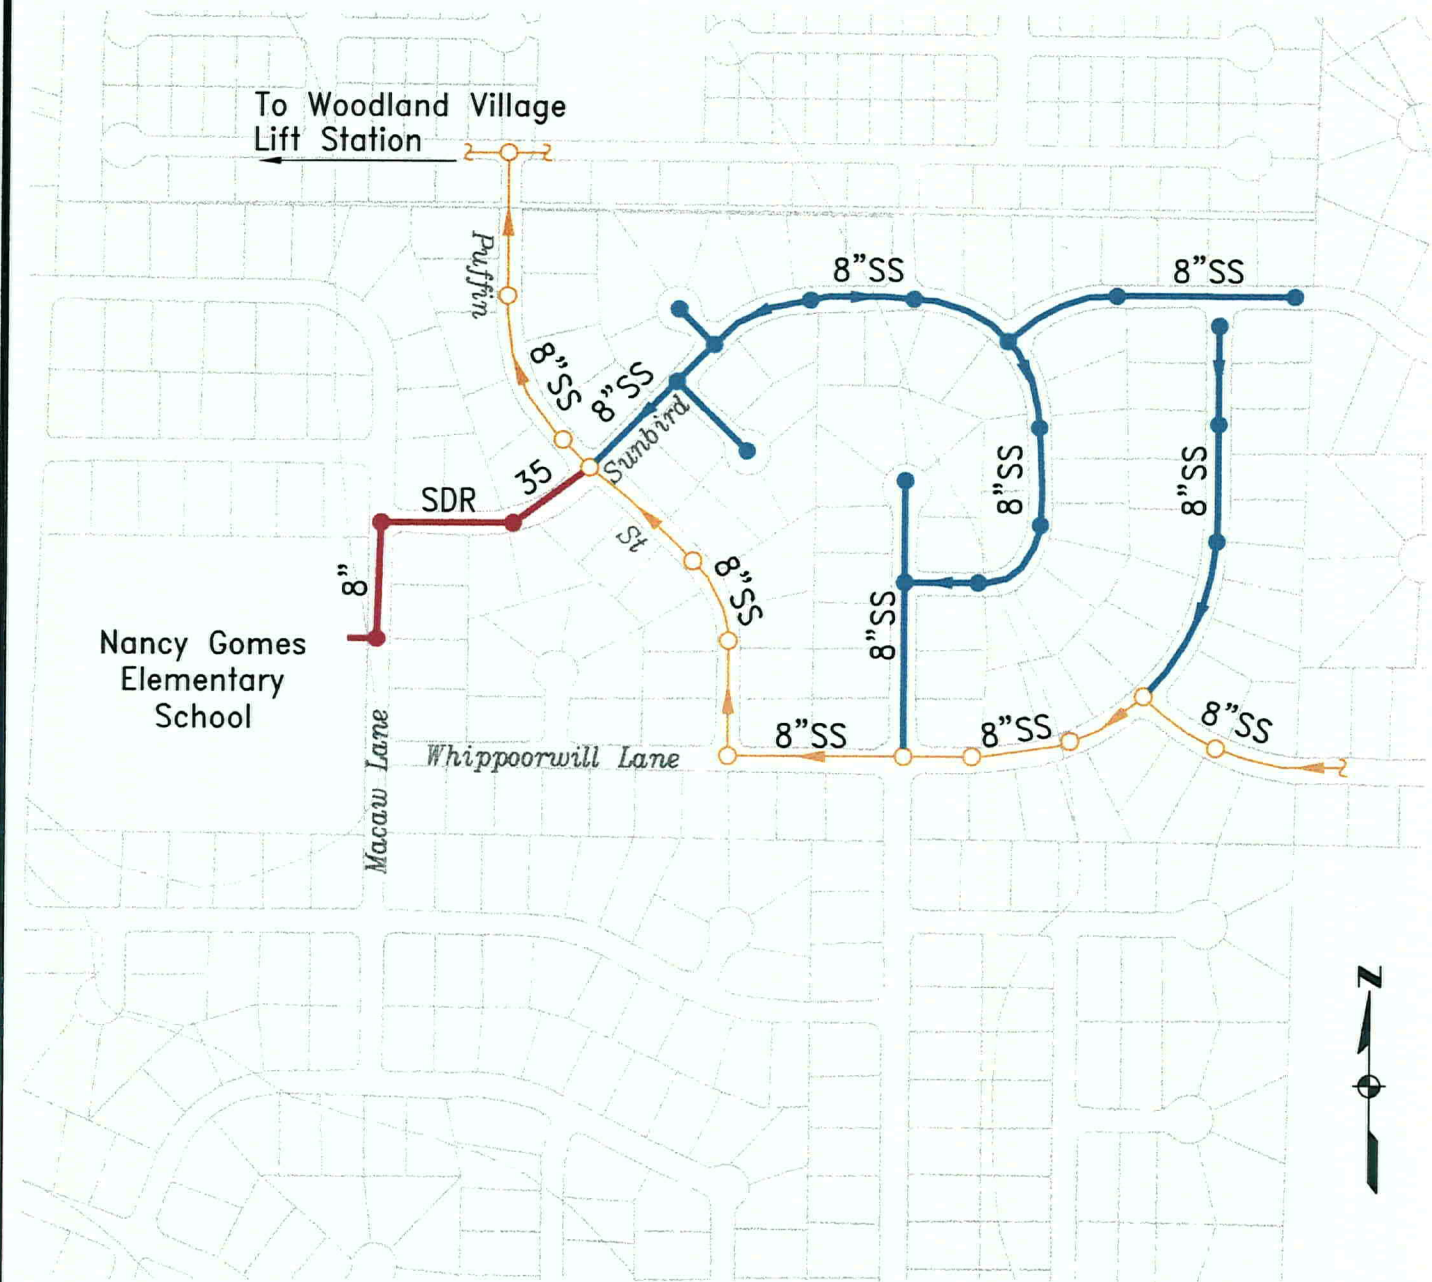 To Woodland Village
Lift Station
Puffin
8"SS
8"SS
8"SS
8"SS
Sunbird
St
35
SDR
8"
8"SS
8"SS
8"SS
8"SS
8"SS
8"SS
8"SS
Nancy Gomes
Elementary
School
Macaw Lane
Whippoorwill Lane
N